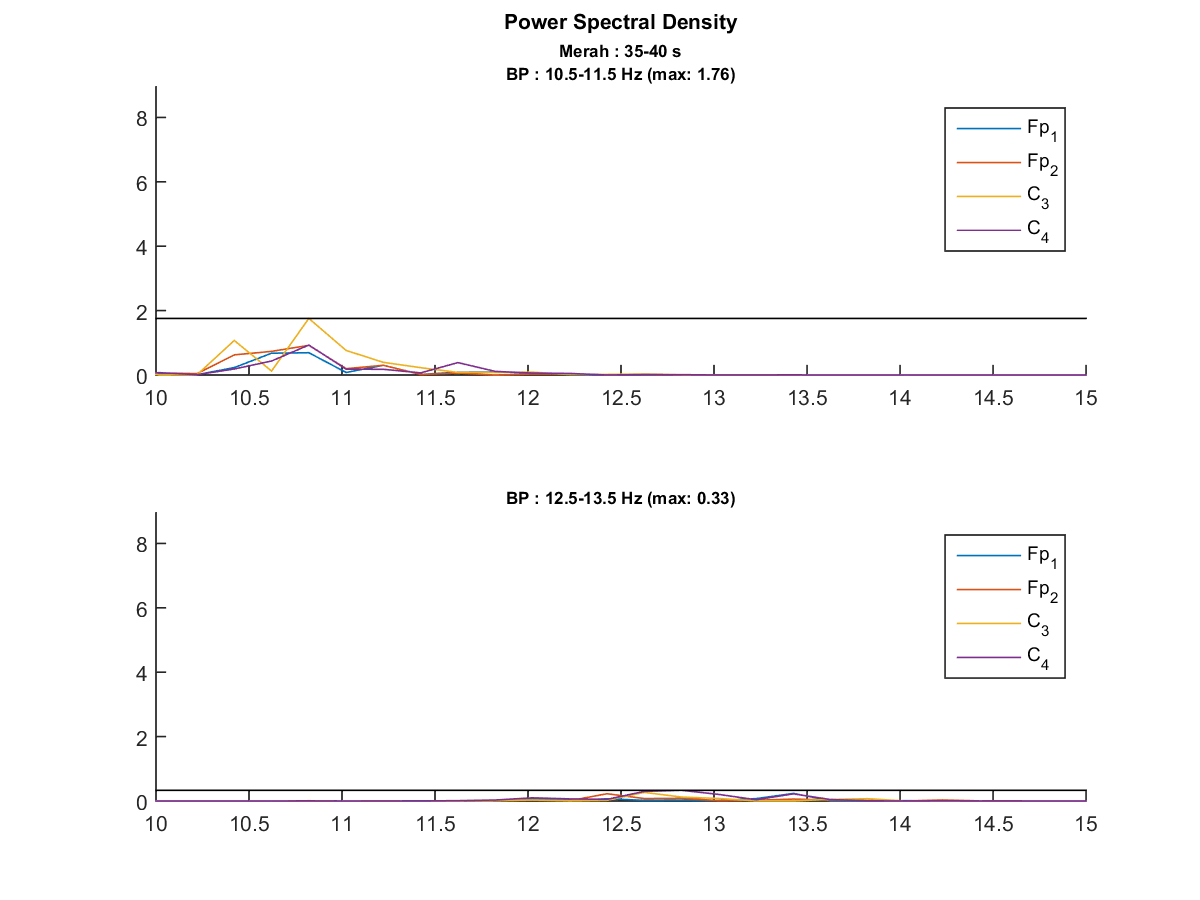 Power Spectral Density
Merah : 35-40 s
BP : 10.5-11.5 Hz (max: 1.76)
8
6
4
2
0
Fp1
Fp2
C3
C4
10 10.5 11 11.5 12 12.5 13 13.5 14 14.5 15
BP : 12.5-13.5 Hz (max: 0.33)
8
6
4
2
0
Fp1
Fp2
C3
C4
10 10.5 11 11.5 12 12.5 13 13.5 14 14.5 15